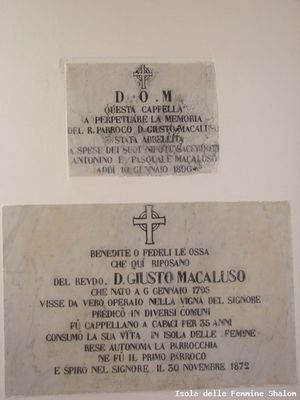 D.O.M
QUESTA CAPPELLA
A PERPETUARE LA MEMORIA
DEL R. PARROCO D. GIUSTO MACALUSO
STATA ABBELLITA
A SPESE DEI SUOI NIPOTI SACERDOTI
ANTONINO E PASQUALE MACALUSO
ADDI 10 GENNAIO 1896
BENEDITE O FEDELI LE OSSA
CHE QUI RIPOSANO
DEL REVDO. D. GIUSTO MACALUSO
CHE NATO A 6 GENNAIO 1795
VISSE DA VERO OPERAIO NELLA VIGNA DEL SIGNORE
PREDICÒ IN DIVERSI COMUNI
FÙ CAPPELLANO A CAPACI PER 35 ANNI
CONSUMÒ LA SUA VITA IN ISOLA DELLE FEMINE
RESE AUTONOMA LA PARROCCHIA
NE FÙ IL PRIMO PARROCO
E SPIRÒ NEL SIGNORE IL 30 NOVEMBRE 1872
Isola delle Femmine Shalom